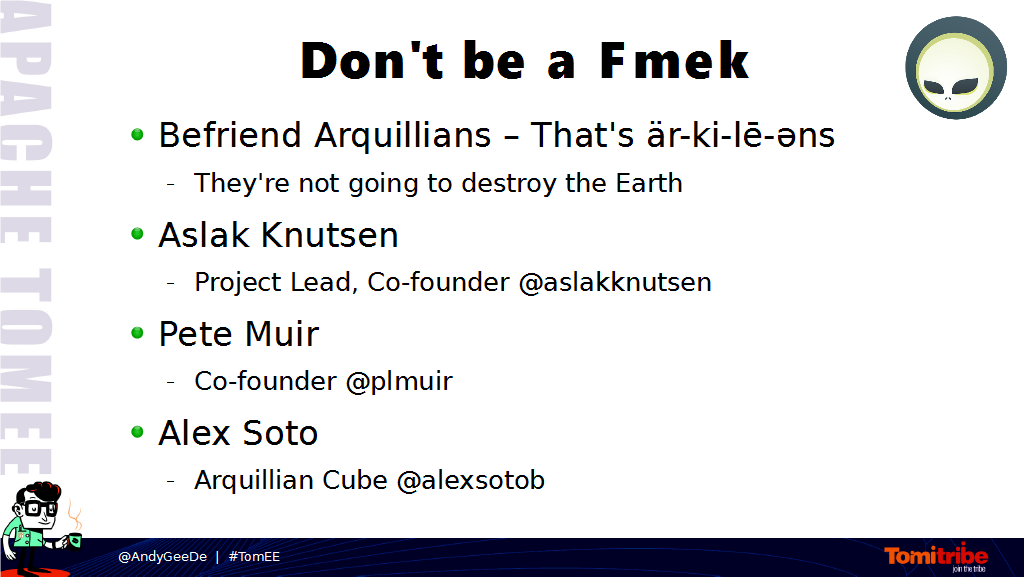 Don't be a Fmek
Befriend Arquillians – That's är-ki-lē-əns
- They're not going to destroy the Earth
Aslak Knutsen
- Project Lead, Co-founder @aslakknutsen
Pete Muir
- Co-founder @plmuir
Alex Soto
- Arquillian Cube @alexsotob
APACHE TOMEE
@AndyGeeDe | #TomEE
Tomitribe
join the tribe